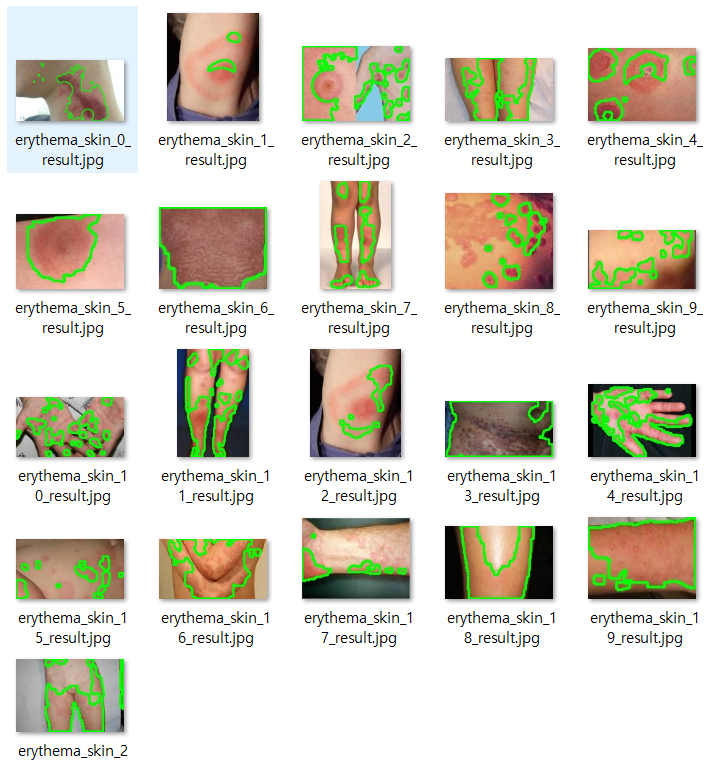 erythema_skin_0_
result.jpg
erythema_skin_1_
result.jpg
erythema_skin_2_
result.jpg
erythema_skin_3_
result.jpg
erythema_skin_4_
result.jpg
erythema_skin_5_
result.jpg
erythema_skin_6_
result.jpg
erythema_skin_7_
result.jpg
erythema_skin_8_
result.jpg
erythema_skin_9_
result.jpg
erythema_skin_1
0_result.jpg
erythema_skin_1
1_result.jpg
erythema_skin_1
2_result.jpg
erythema_skin_1
3_result.jpg
erythema_skin_1
4_result.jpg
erythema_skin_1
5_result.jpg
erythema_skin_1
6_result.jpg
erythema_skin_1
7_result.jpg
erythema_skin_1
8_result.jpg
erythema_skin_1
9_result.jpg
erythema_skin_2